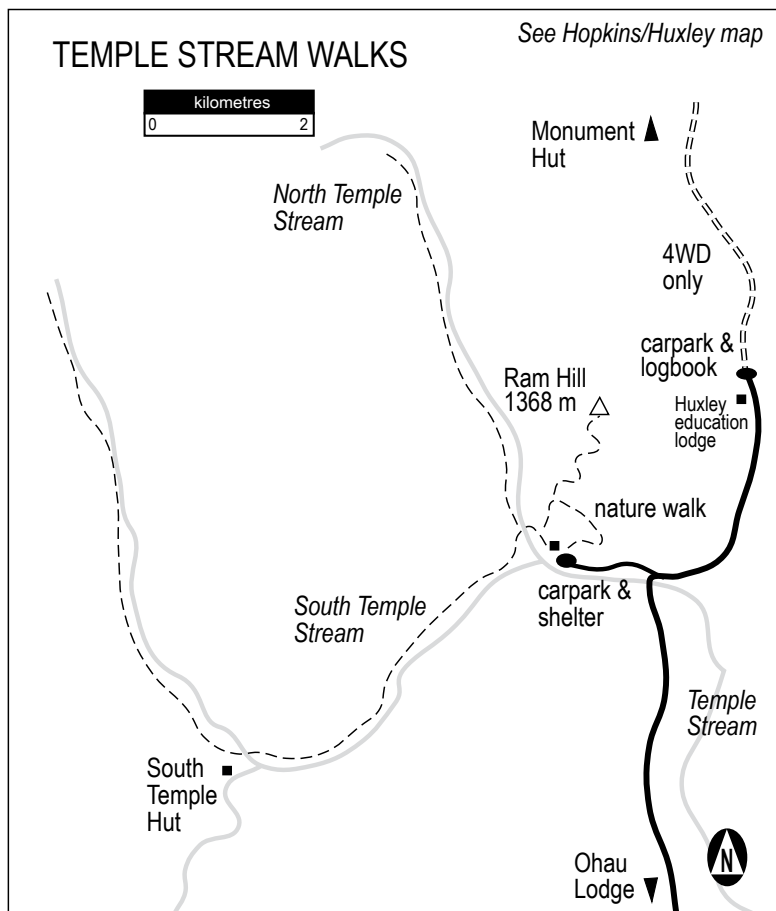 See Hopkins/Huxley map
TEMPLE STREAM WALKS
kilometres
0 2
Monument
Hut
North Temple
Stream
4WD
only
carpark &
logbook
Ram Hill
1368 m
Huxley
education
lodge
nature walk
carpark &
shelter
South Temple
Stream
Temple
Stream
South
Temple
Hut
Ohau
Lodge
N